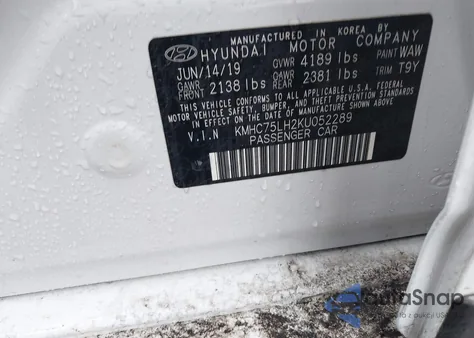 MANUFACTURED IN KOREA BY
HYUNDAI MOTOR COMPANY
JUN/14/19 GVWR 4189 lbs PAINT WAW
GAWR FRONT 2138 lbs GAWR REAR 2381 lbs TRIM T9Y
THIS VEHICLE CONFORMS TO ALL APPLICABLE U.S.A. FEDERAL
MOTOR VEHICLE SAFETY, BUMPER, AND THEFT PREVENTION
STANDARDS IN EFFECT ON THE DATE OF MANUFACTURE SHOWN ABOVE.
V.I.N KMHC75LH2KU052289
PASSENGER CAR
AutaSnap